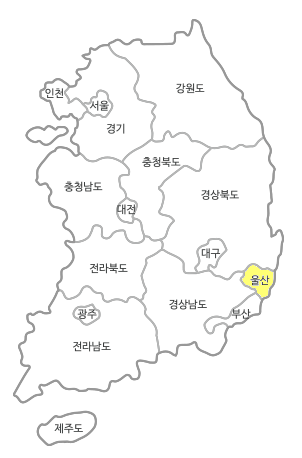 강원도
인천
서울
경기
충청북도
충청남도
경상북도
대전
대구
전라북도
울산
경상남도
광주
부산
전라남도
제주도